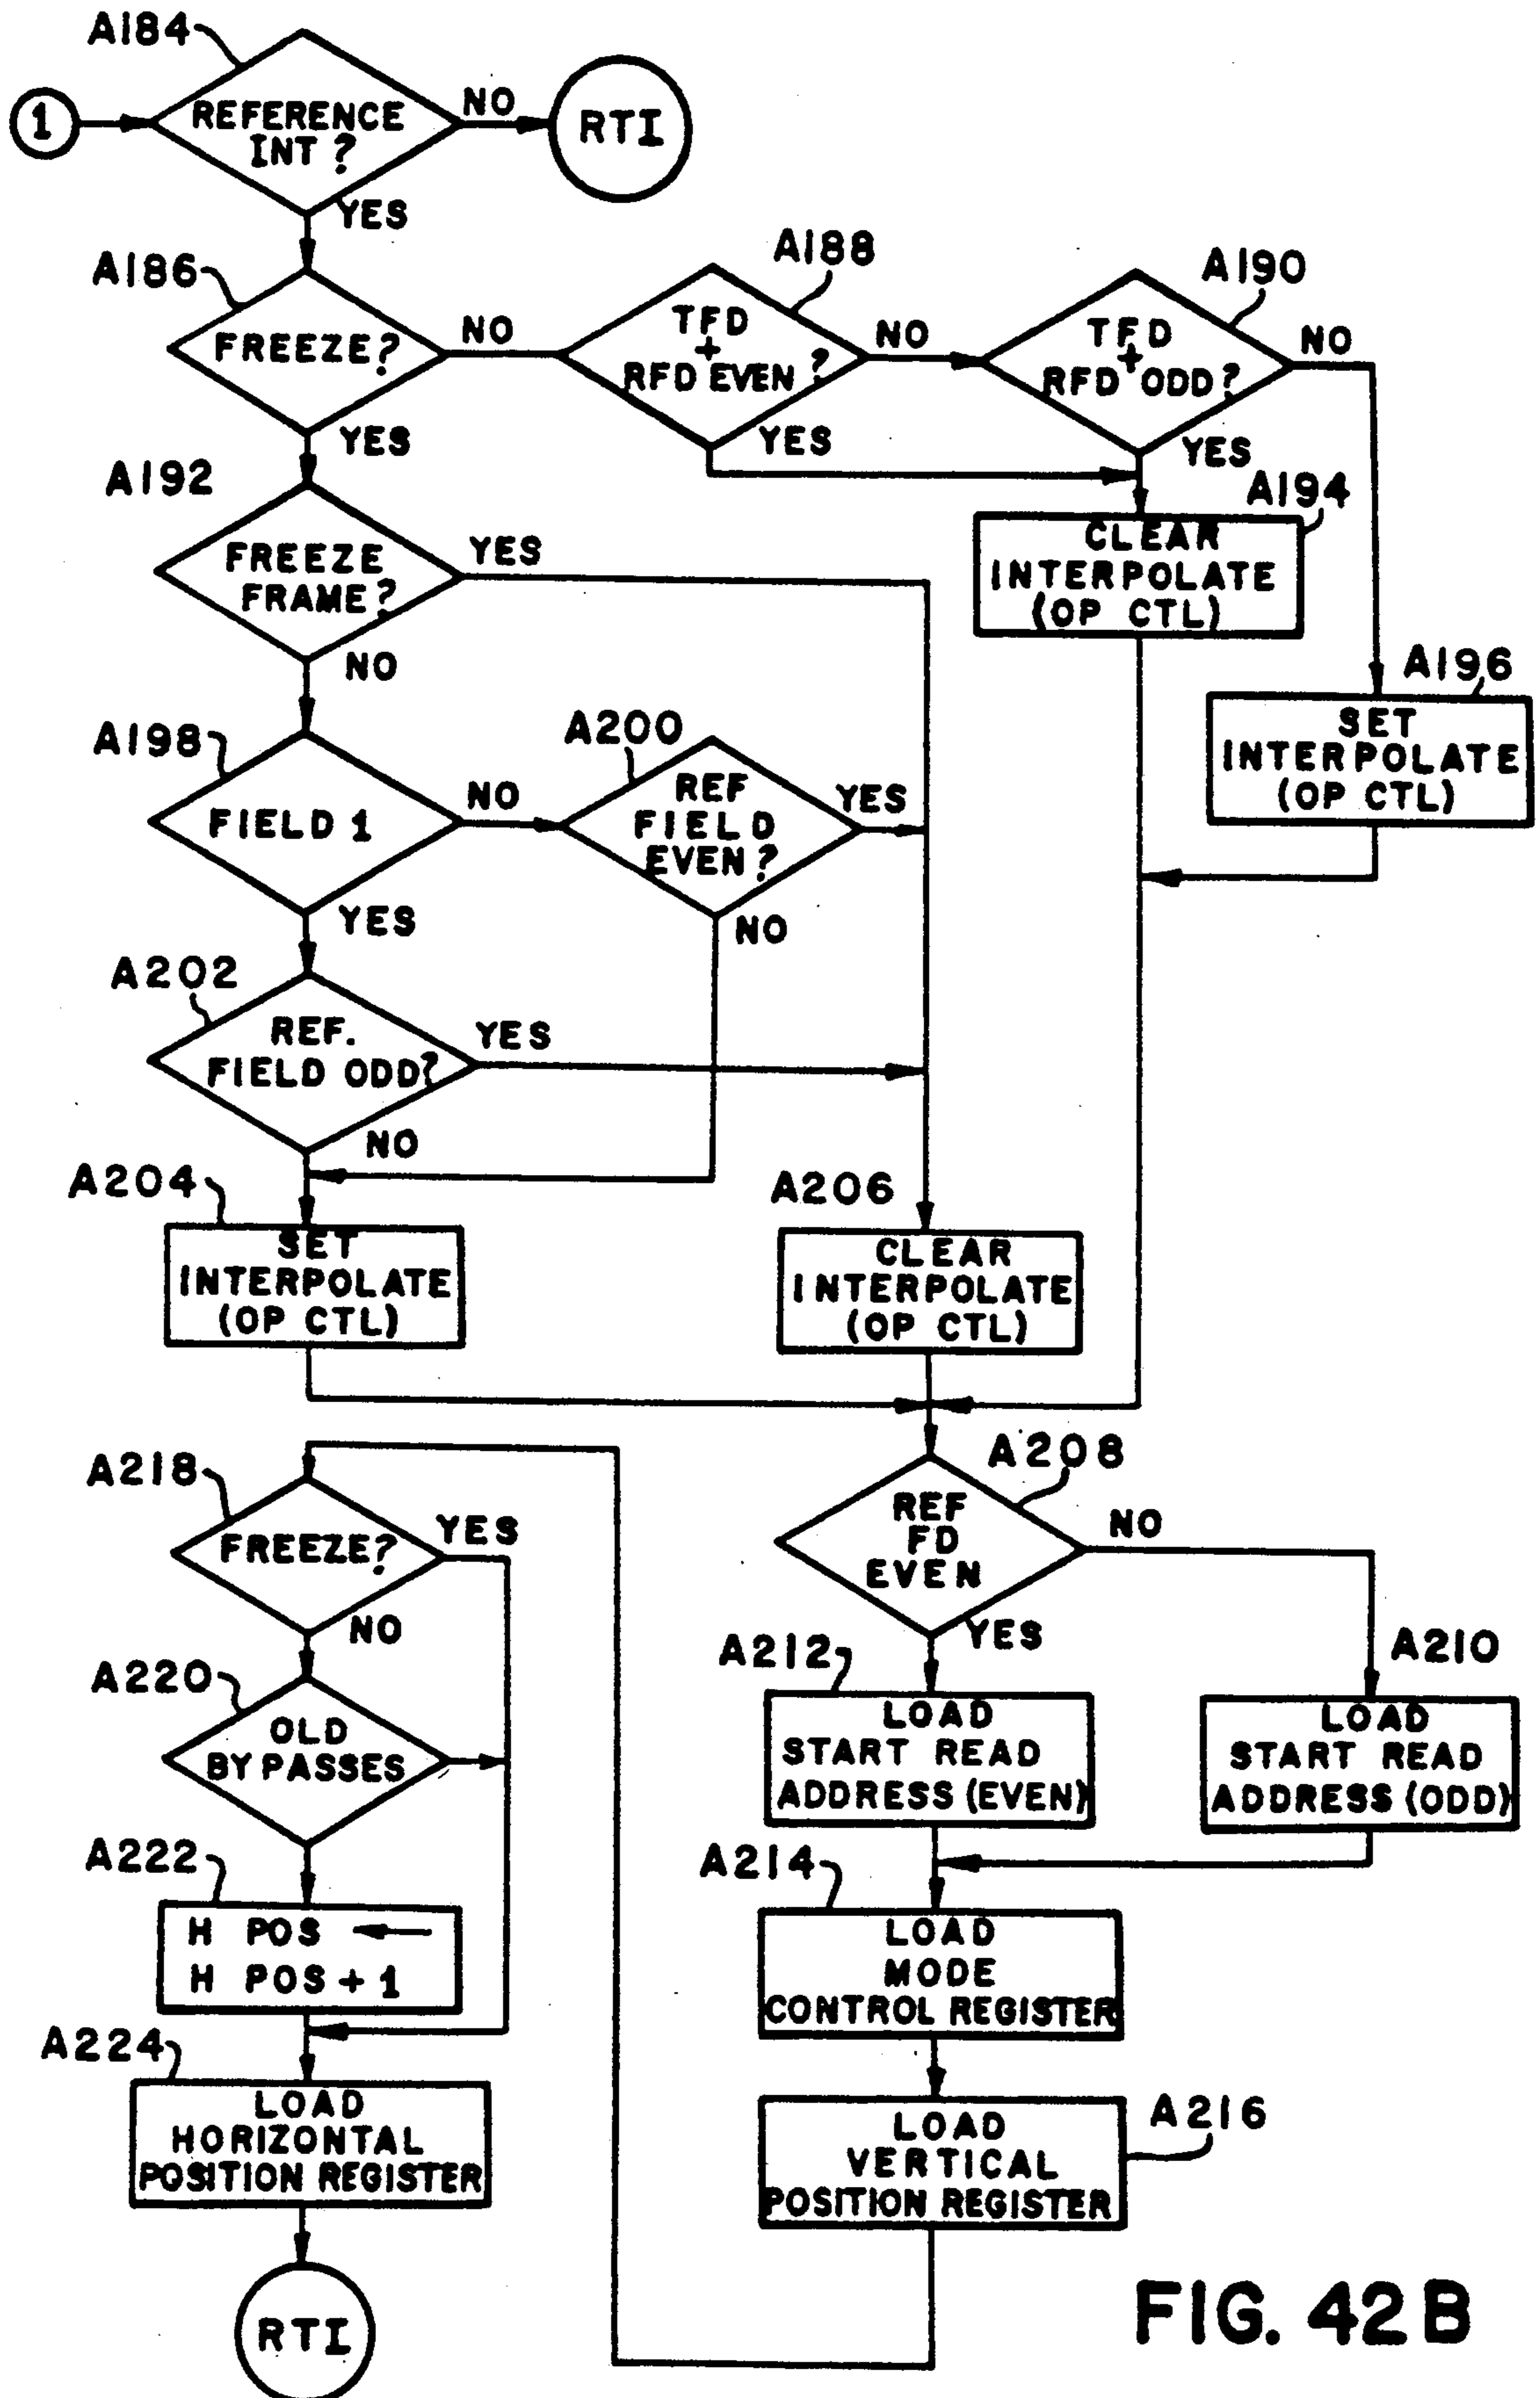 A184
1
REFERENCE
INT?
NO
RTI
YES
A186
FREEZE?
NO
A188
TFD
+
RFD EVEN?
NO
A190
TFD
+
RFD ODD?
NO
YES
YES
YES
A192
FREEZE
FRAME?
YES
NO
A194
CLEAR
INTERPOLATE
(OP CTL)
A196
SET
INTERPOLATE
(OP CTL)
A198
FIELD 1
NO
YES
A200
REF
FIELD
EVEN?
YES
NO
A202
REF.
FIELD ODD?
YES
NO
A204
SET
INTERPOLATE
(OP CTL)
A206
CLEAR
INTERPOLATE
(OP CTL)
A208
REF
FD
EVEN
NO
YES
A212
LOAD
START READ
ADDRESS (EVEN)
A210
LOAD
START READ
ADDRESS (ODD)
A214
LOAD
MODE
CONTROL REGISTER
A216
LOAD
VERTICAL
POSITION REGISTER
A218
FREEZE?
YES
NO
A220
OLD
BY PASSES
A222
H POS ←
H POS + 1
A224
LOAD
HORIZONTAL
POSITION REGISTER
RTI
FIG. 42B